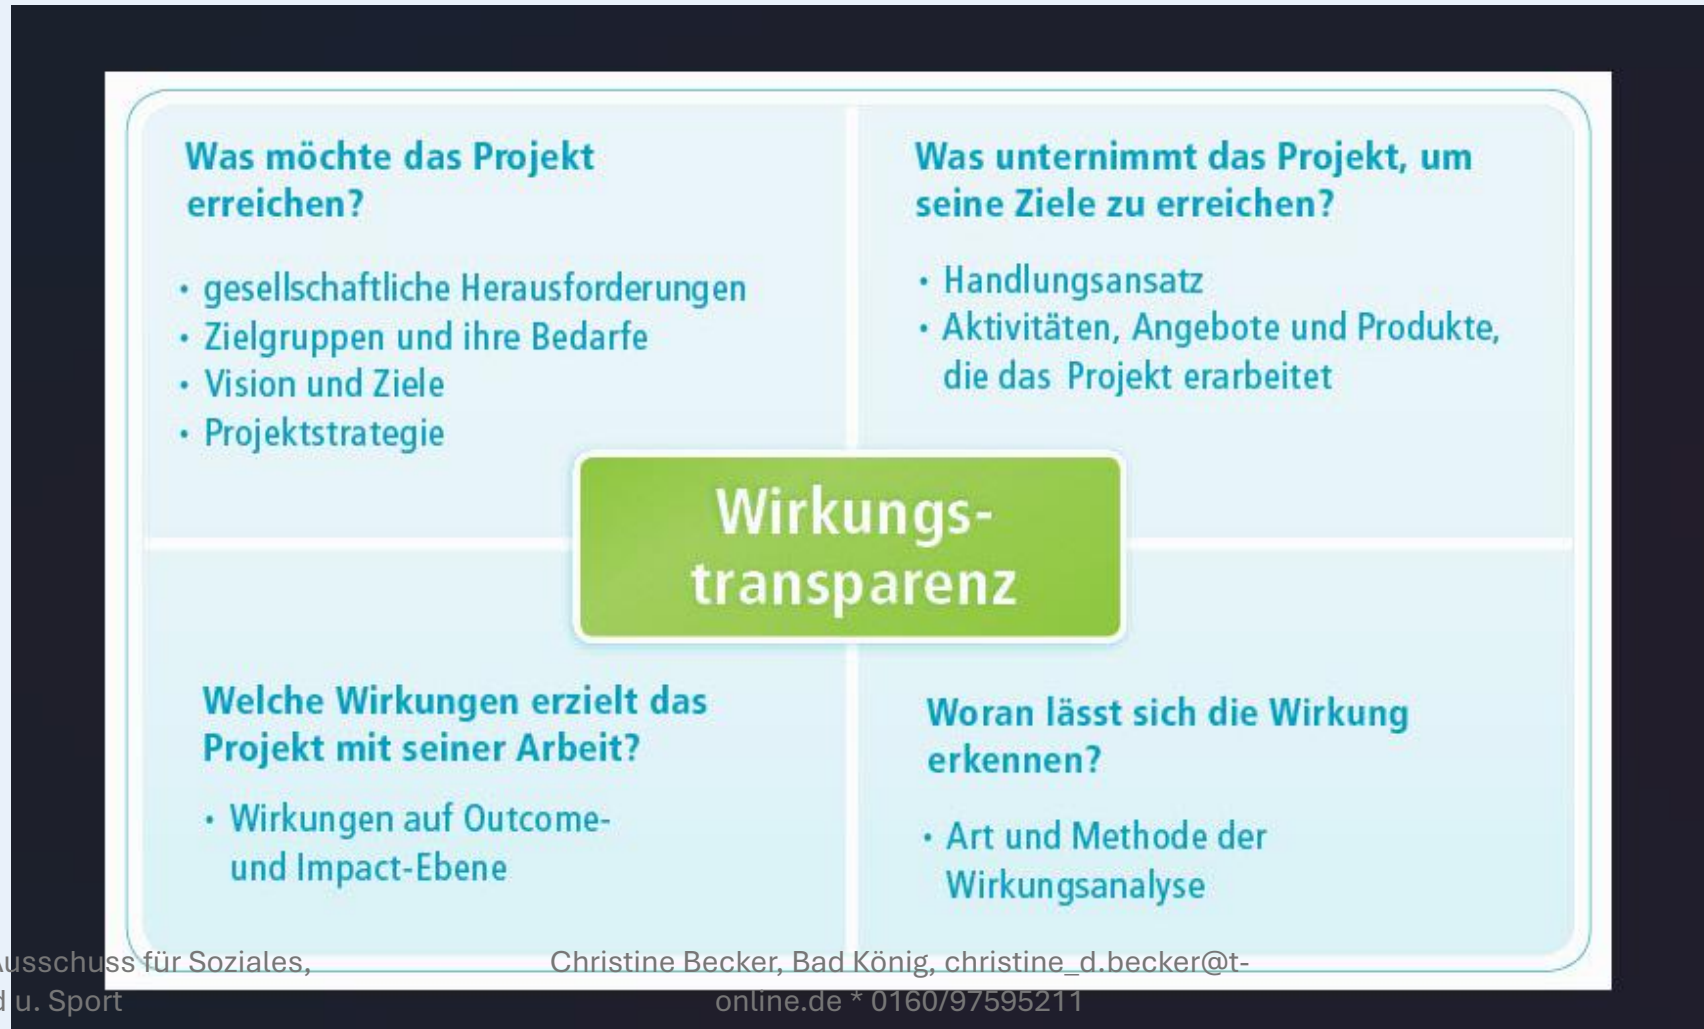 Was möchte das Projekt
erreichen?
• gesellschaftliche Herausforderungen
• Zielgruppen und ihre Bedarfe
• Vision und Ziele
• Projektstrategie
Was unternimmt das Projekt, um
seine Ziele zu erreichen?
• Handlungsansatz
• Aktivitäten, Angebote und Produkte,
die das Projekt erarbeitet
Wirkungs-
transparenz
Welche Wirkungen erzielt das
Projekt mit seiner Arbeit?
• Wirkungen auf Outcome-
und Impact-Ebene
Woran lässt sich die Wirkung
erkennen?
• Art und Methode der
Wirkungsanalyse
für Soziales,
u. Sport
Christine Becker, Bad König, christine_d.becker@t-
online.de * 0160/97595211